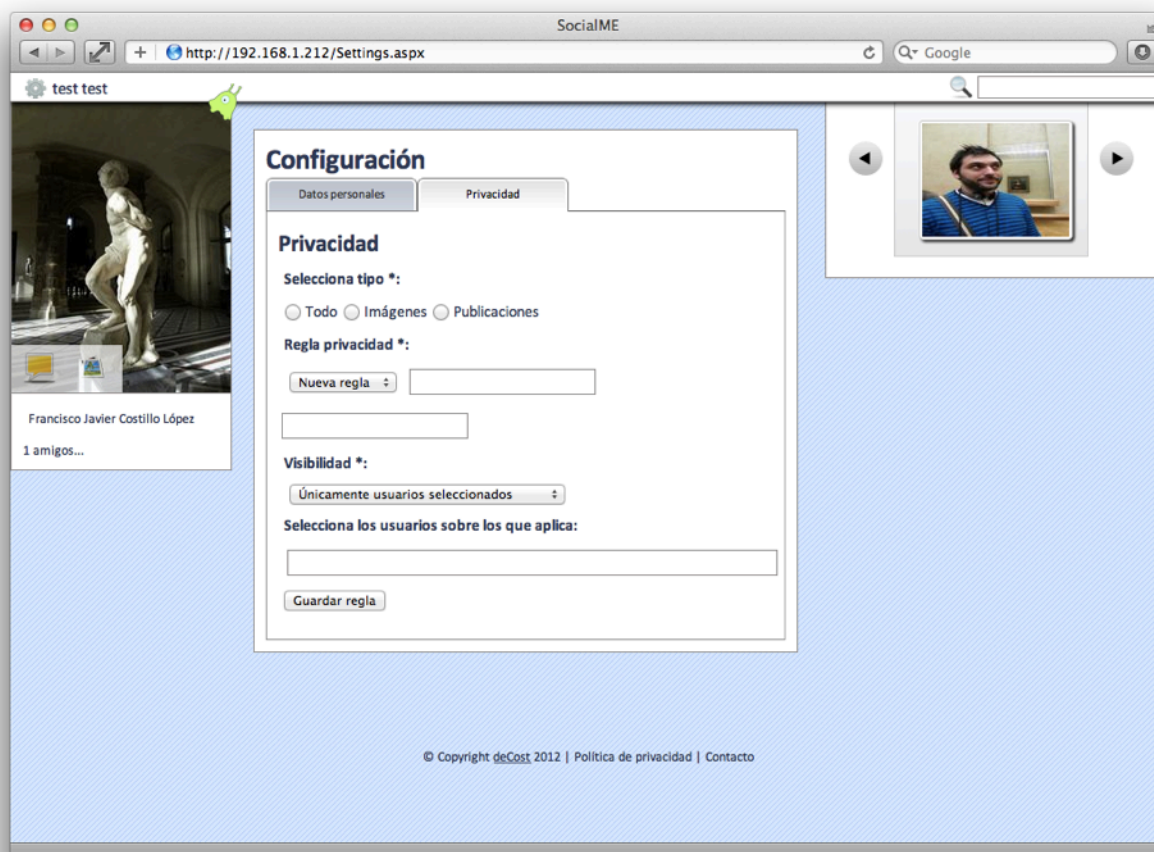 SocialME
http://192.168.1.212/Settings.aspx
Google
test test
Configuración
Datos personales
Privacidad
Privacidad
Selecciona tipo *:
Todo Imágenes Publicaciones
Regla privacidad *:
Nueva regla
Visibilidad *:
Únicamente usuarios seleccionados
Selecciona los usuarios sobre los que aplica:
Guardar regla
Francisco Javier Costillo López
1 amigos...
© Copyright deCost 2012 | Política de privacidad | Contacto